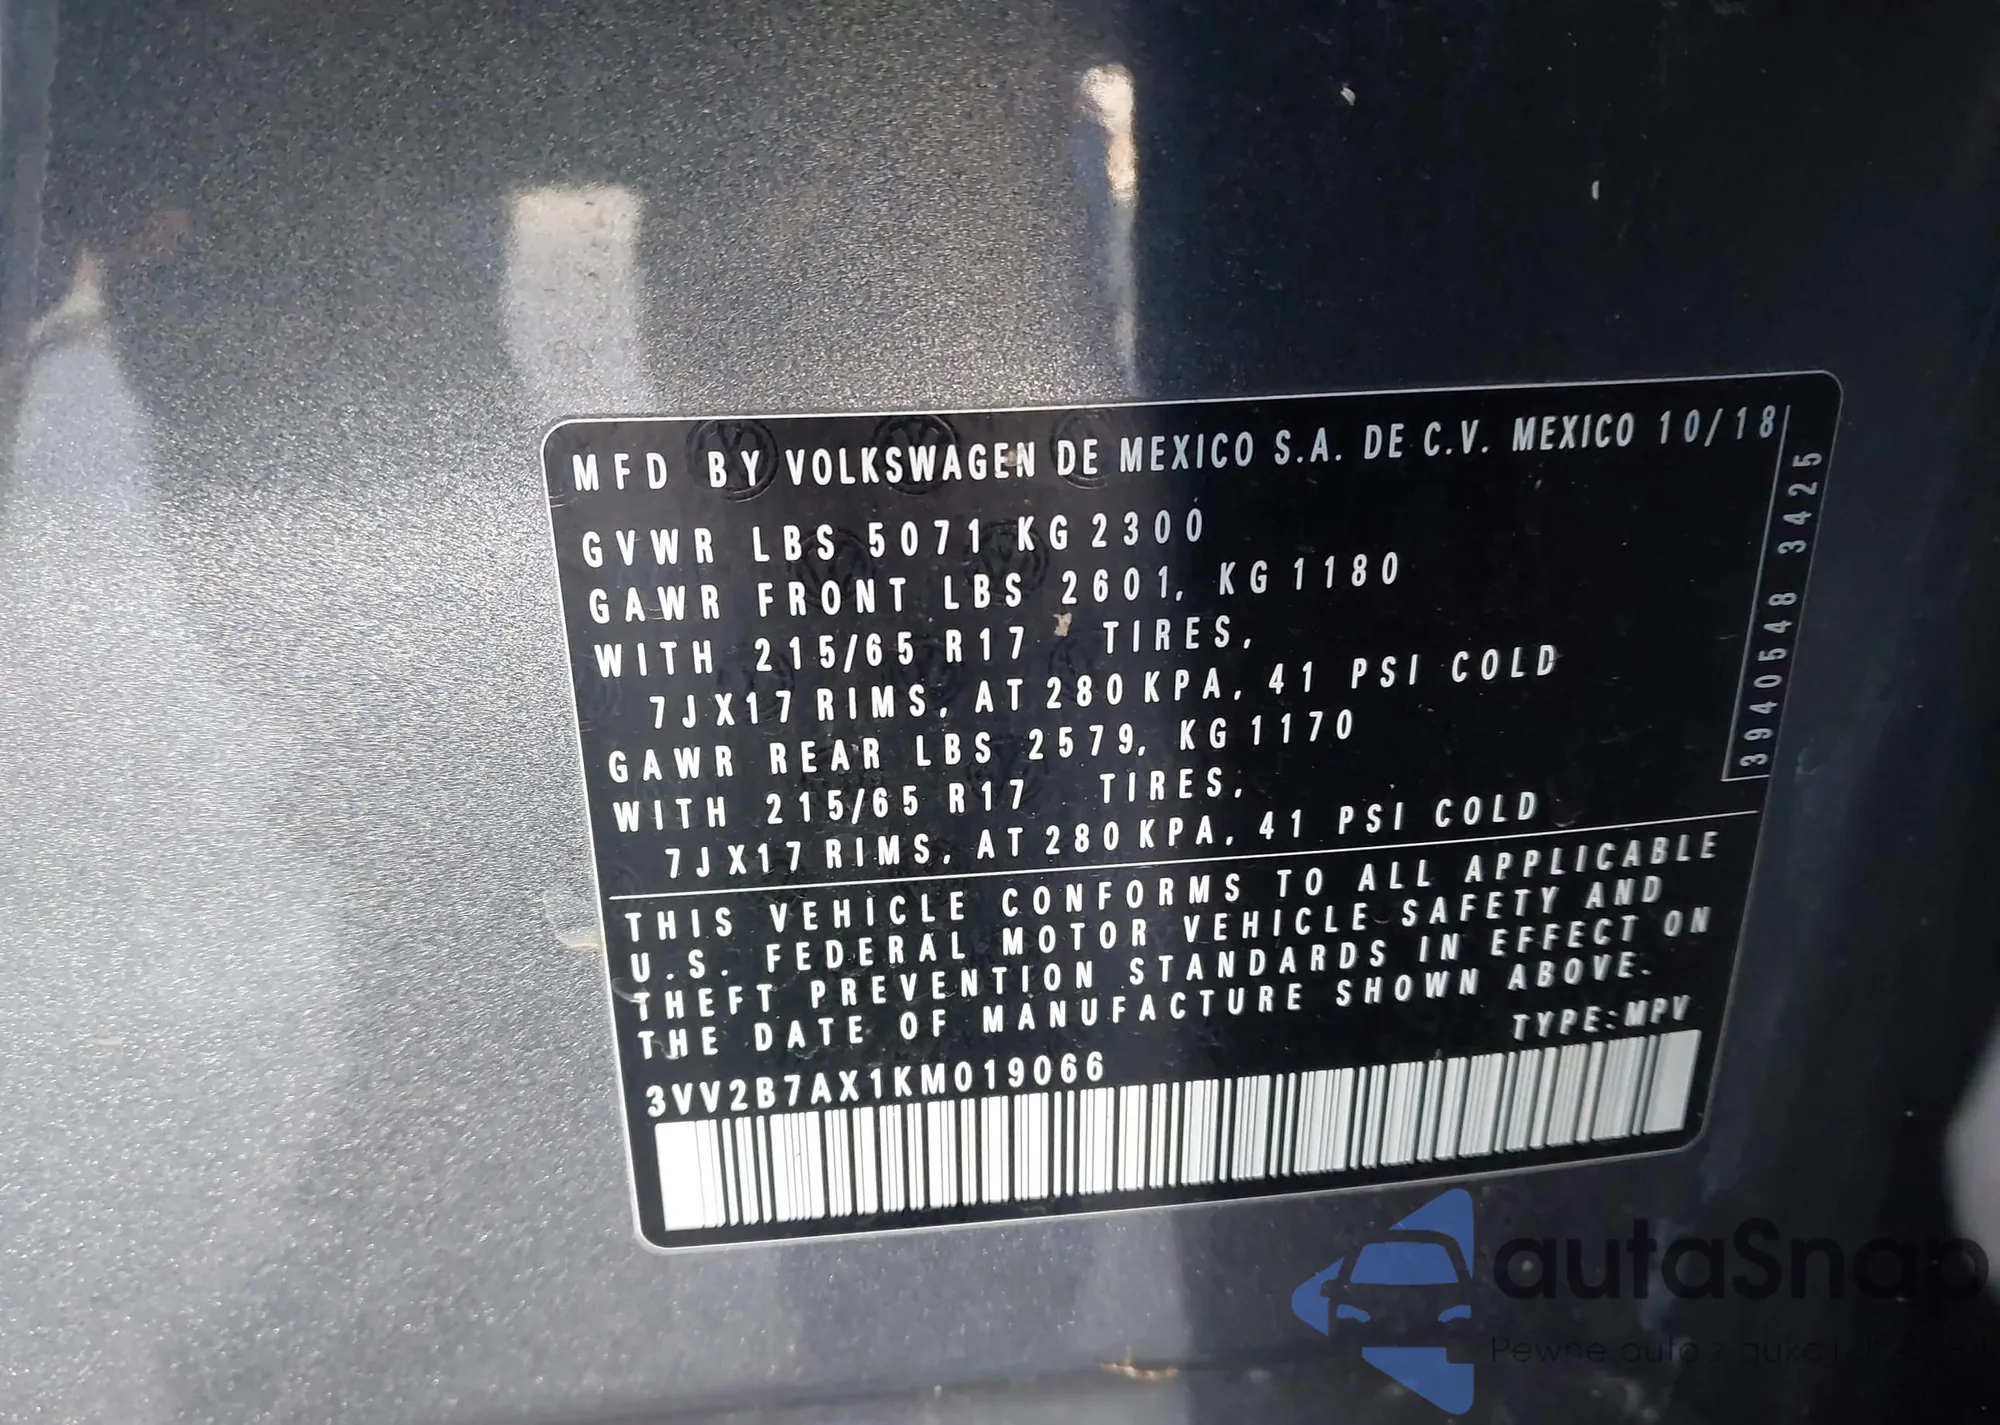 MFD BY VOLKSWAGEN DE MEXICO S.A. DE C.V. MEXICO 10/18
GVWR LBS 5071 KG 2300
GAWR FRONT LBS 2601, KG 1180
WITH 215/65 R17 TIRES,
7JX17 RIMS, AT 280 KPA, 41 PSI COLD
GAWR REAR LBS 2579, KG 1170
WITH 215/65 R17 TIRES,
7JX17 RIMS, AT 280 KPA, 41 PSI COLD
3940548 3425
THIS VEHICLE CONFORMS TO ALL APPLICABLE
U.S. FEDERAL MOTOR VEHICLE SAFETY AND
THEFT PREVENTION STANDARDS IN EFFECT ON
THE DATE OF MANUFACTURE SHOWN ABOVE.
TYPE:MPV
3VV2B7AX1KM019066
autaSnap
Pewne auto z aukcji